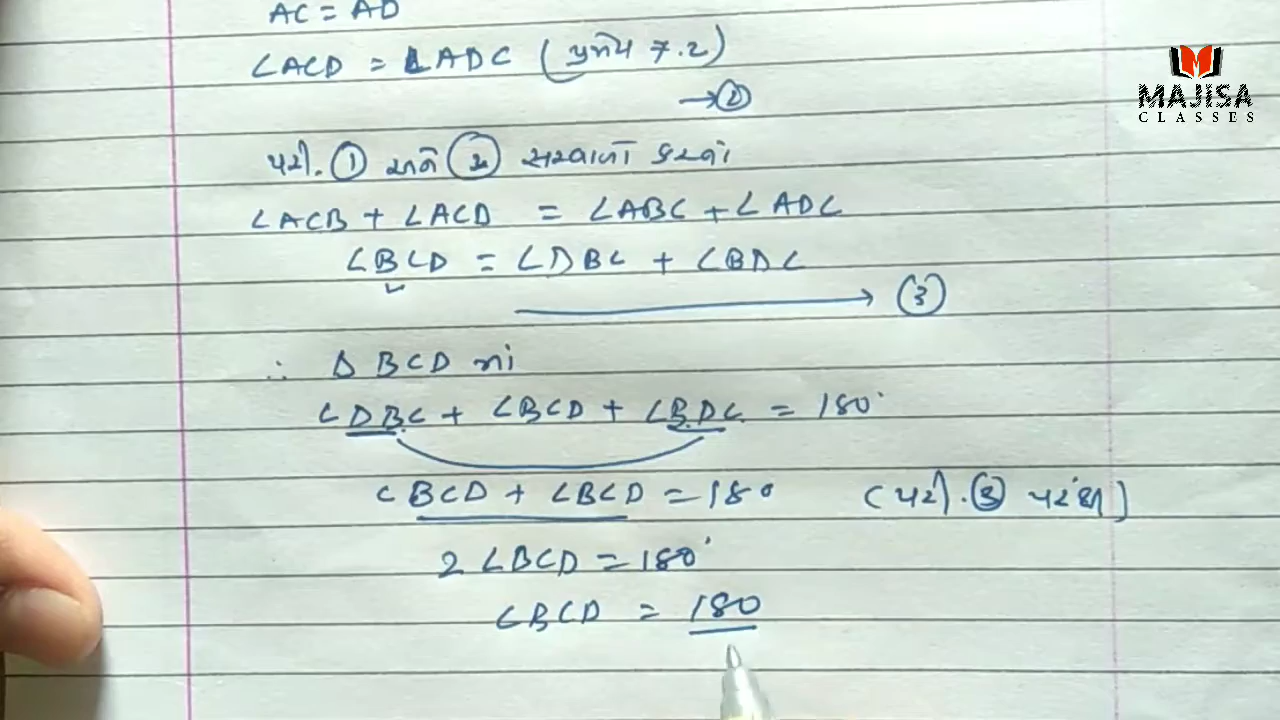 AC = AD
∠ACD = ∠ADC (પ્રમેય 7.2)
→ ②
પરિ. ① અને ② સરવાળો કરતાં
∠ACB + ∠ACD = ∠ABC + ∠ADC
∠BCD = ∠DBC + ∠BDC
→ ③
∴ Δ BCD માં
∠DBC + ∠BCD + ∠BDC = 180°
∠BCD + ∠BCD = 180° (પરિ. ③ પરથી)
2 ∠BCD = 180°
∠BCD = 180
MAJISA
CLASSES